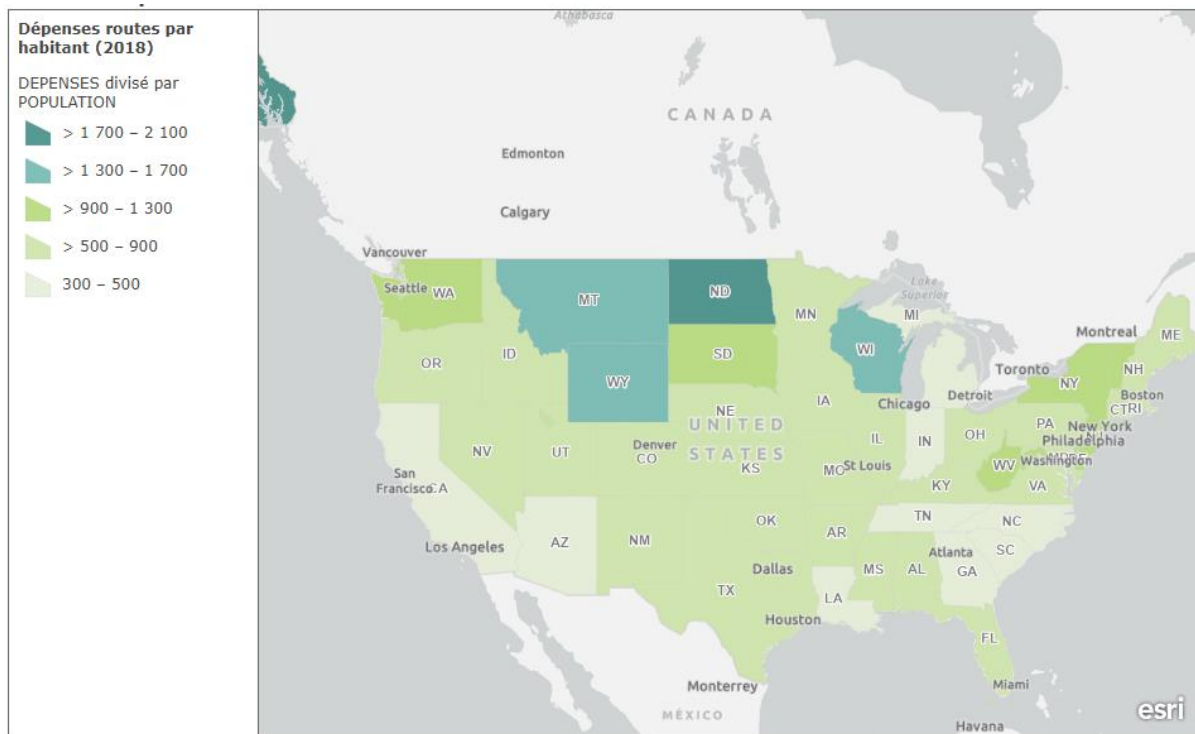 Dépenses routes par
habitant (2018)
DEPENSES divisé par
POPULATION
> 1 700 – 2 100
> 1 300 – 1 700
> 900 – 1 300
> 500 – 900
300 – 500
Athabasca
CANADA
Edmonton
Calgary
Vancouver
Seattle
WA
MT
ND
MN
Lake
Superior
MI
Montreal
ME
OR
ID
WY
SD
WI
Toronto
NH
NY
Boston
CT
RI
Chicago
Detroit
NE
IA
UNITED
STATES
NV
UT
Denver
CO
KS
MO
St Louis
IL
IN
OH
PA
New York
Philadelphia
Washington
WV
VA
KY
San
Francisco
CA
Los Angeles
AZ
NM
OK
AR
TN
NC
SC
Atlanta
GA
Dallas
MS
AL
TX
LA
Houston
FL
Miami
Monterrey
MÉXICO
Havana
esri